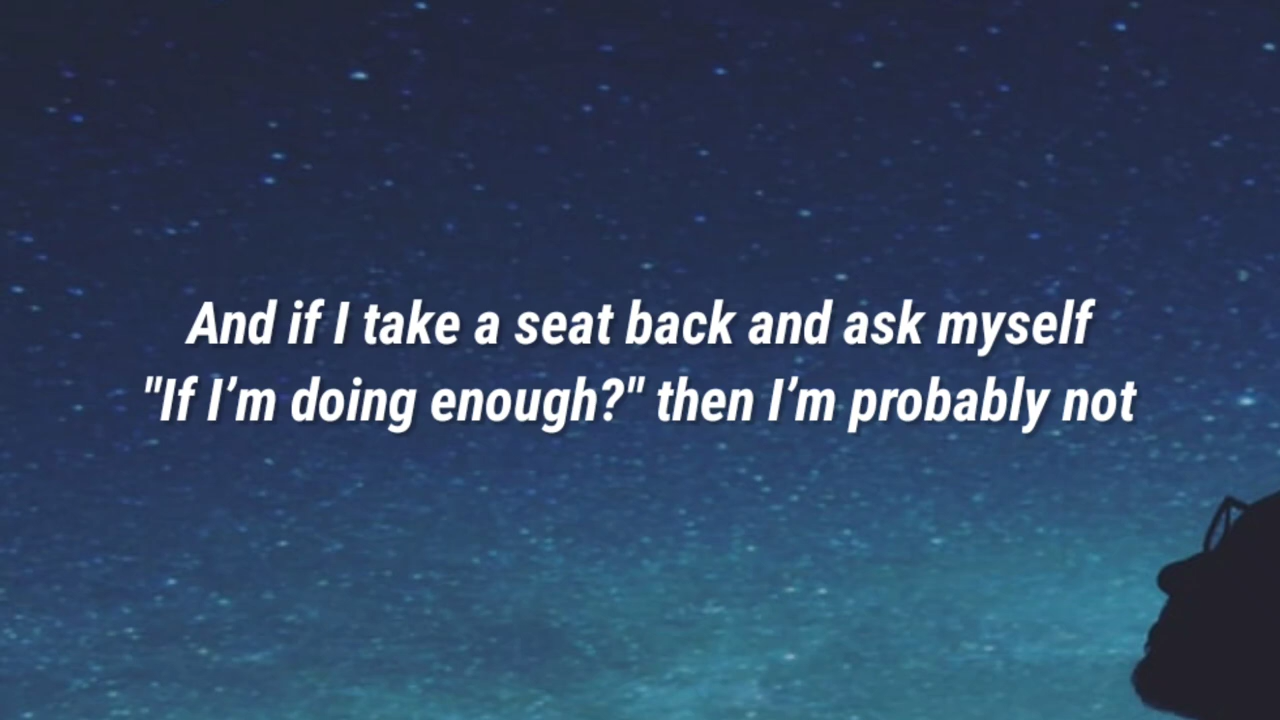 And if I take a seat back and ask myself
"If I’m doing enough?" then I’m probably not